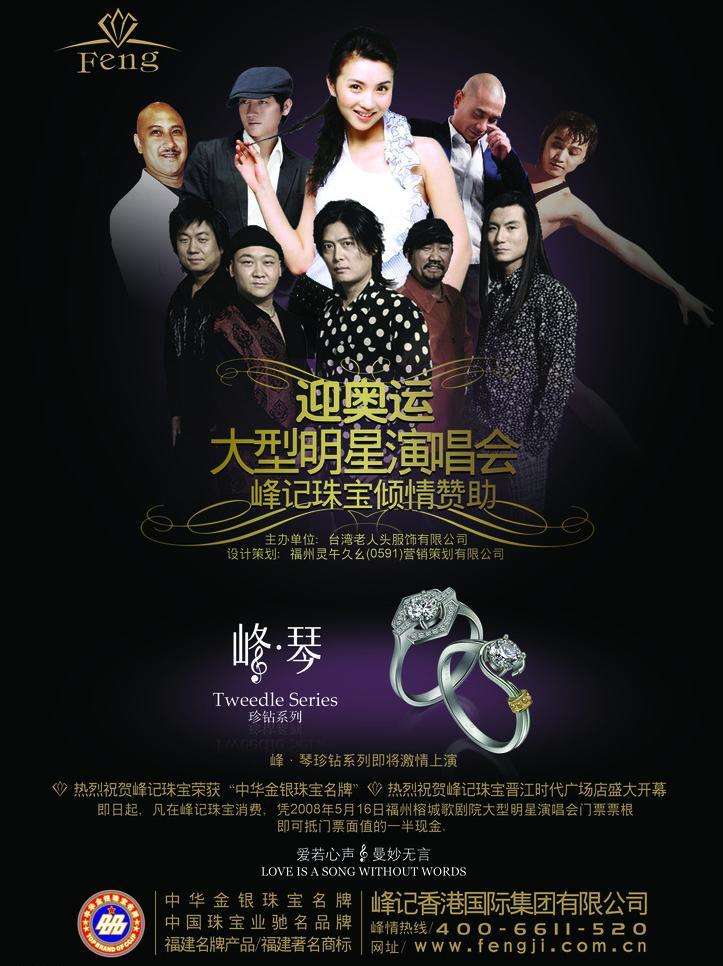 Feng
迎奥运
大型明星演唱会
峰记珠宝倾情赞助
主办单位：台湾老人头服饰有限公司
设计策划：福州灵午久幺(0591)营销策划有限公司
峰·琴
Tweedle Series
珍钻系列
峰·琴珍钻系列即将激情上演
热烈祝贺峰记珠宝荣获“中华金银珠宝名牌” 热烈祝贺峰记珠宝晋江时代广场店盛大开幕
即日起，凡在峰记珠宝消费，凭2008年5月16日福州榕城歌剧院大型明星演唱会门票票根
即可抵门票面值的一半现金。
爱若心声 曼妙无言
LOVE IS A SONG WITHOUT WORDS
中华金银珠宝名牌
中国珠宝业驰名品牌
福建名牌产品/福建著名商标
峰记香港国际集团有限公司
峰情热线/400-6611-520
网址/www.fengji.com.cn